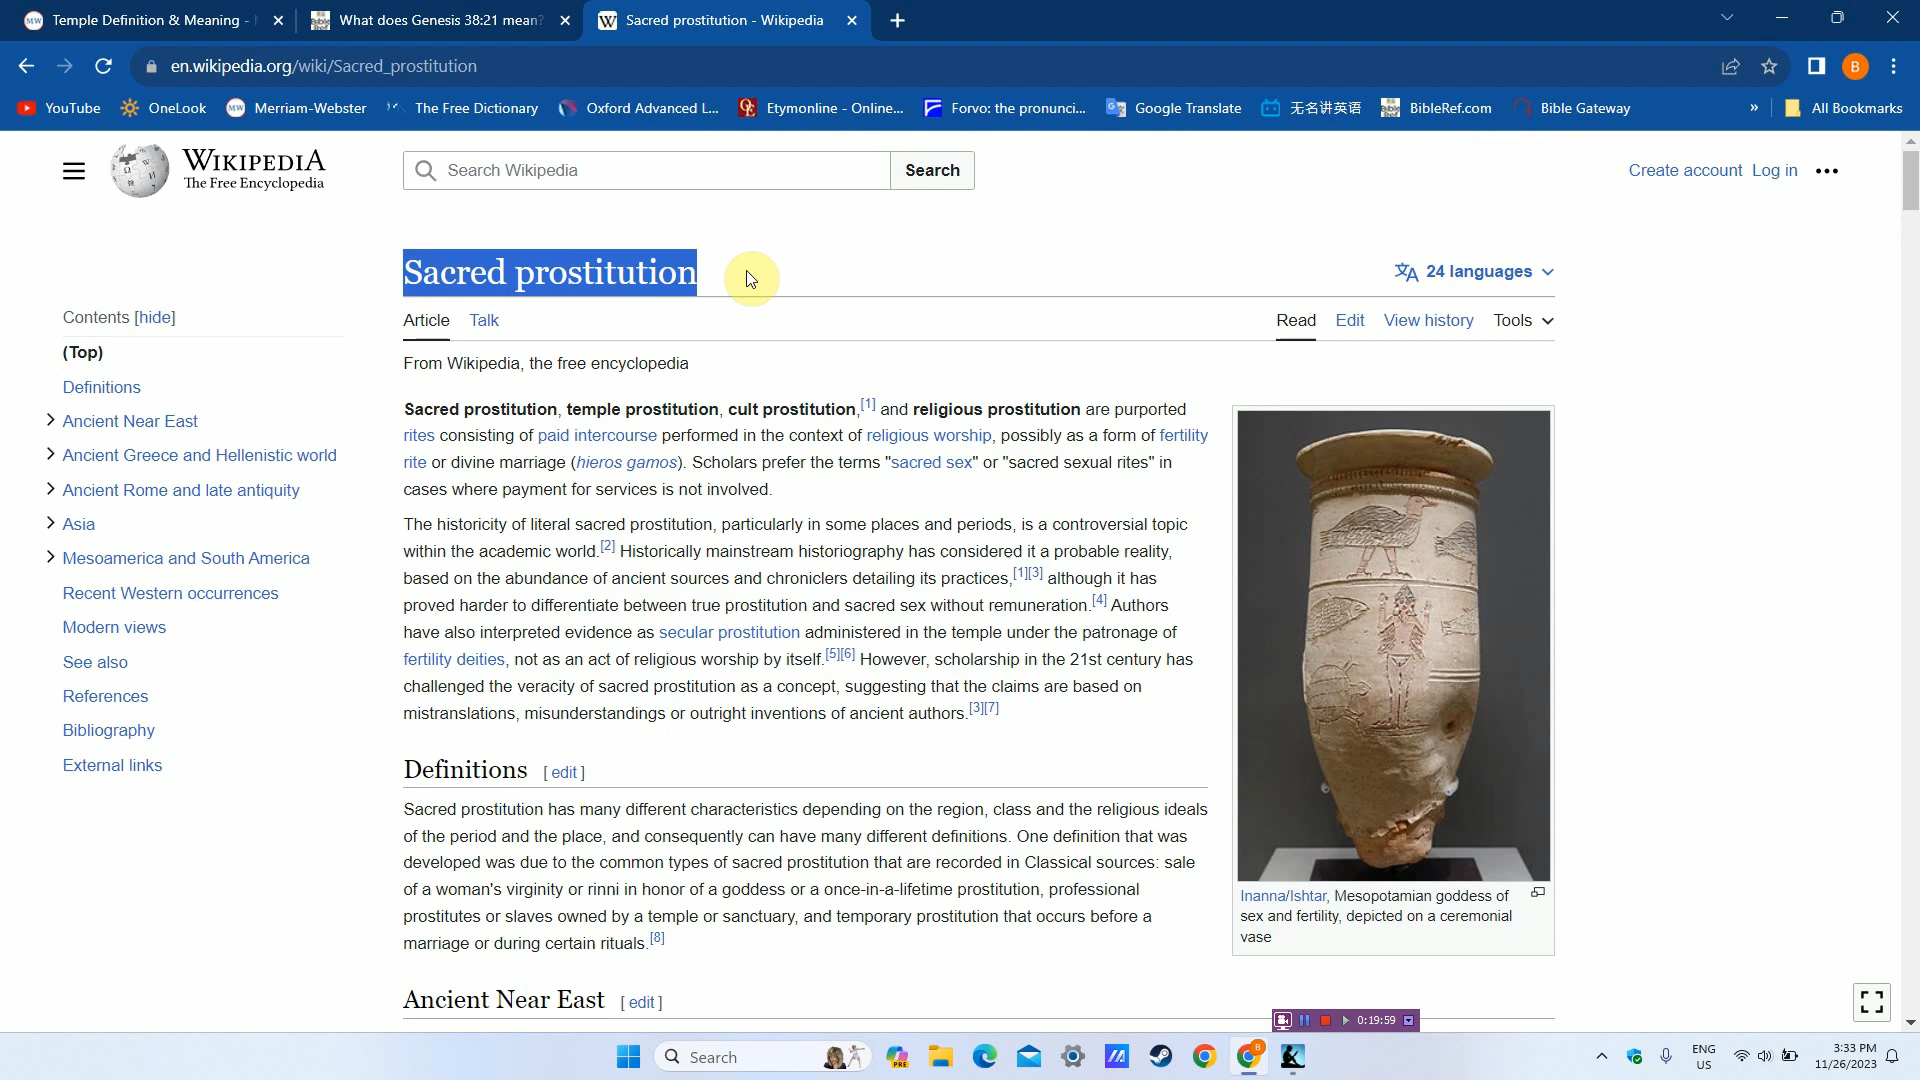 Temple Definition & Meaning -
What does Genesis 38:21 mean?
Sacred prostitution - Wikipedia
en.wikipedia.org/wiki/Sacred_prostitution
B
YouTube
OneLook
Merriam-Webster
The Free Dictionary
Oxford Advanced L...
Etymonline - Online...
Forvo: the pronunci...
Google Translate
无名讲英语
BibleRef.com
Bible Gateway
»
All Bookmarks
WIKIPEDIA
The Free Encyclopedia
Search Wikipedia
Search
Create account Log in
Sacred prostitution
24 languages
Article Talk
Read Edit View history Tools
From Wikipedia, the free encyclopedia
Contents [hide]
(Top)
Definitions
Ancient Near East
Ancient Greece and Hellenistic world
Ancient Rome and late antiquity
Asia
Mesoamerica and South America
Recent Western occurrences
Modern views
See also
References
Bibliography
External links
Sacred prostitution, temple prostitution, cult prostitution,[1] and religious prostitution are purported
rites consisting of paid intercourse performed in the context of religious worship, possibly as a form of fertility
rite or divine marriage (hieros gamos). Scholars prefer the terms "sacred sex" or "sacred sexual rites" in
cases where payment for services is not involved.
The historicity of literal sacred prostitution, particularly in some places and periods, is a controversial topic
within the academic world.[2] Historically mainstream historiography has considered it a probable reality,
based on the abundance of ancient sources and chroniclers detailing its practices,[1][3] although it has
proved harder to differentiate between true prostitution and sacred sex without remuneration.[4] Authors
have also interpreted evidence as secular prostitution administered in the temple under the patronage of
fertility deities, not as an act of religious worship by itself.[5][6] However, scholarship in the 21st century has
challenged the veracity of sacred prostitution as a concept, suggesting that the claims are based on
mistranslations, misunderstandings or outright inventions of ancient authors.[3][7]
Definitions [ edit ]
Sacred prostitution has many different characteristics depending on the region, class and the religious ideals
of the period and the place, and consequently can have many different definitions. One definition that was
developed was due to the common types of sacred prostitution that are recorded in Classical sources: sale
of a woman's virginity or rinni in honor of a goddess or a once-in-a-lifetime prostitution, professional
prostitutes or slaves owned by a temple or sanctuary, and temporary prostitution that occurs before a
marriage or during certain rituals.[8]
Ancient Near East [ edit ]
Inanna/Ishtar, Mesopotamian goddess of
sex and fertility, depicted on a ceremonial
vase
0:19:59
Search
PRE
B
ENG
US
3:33 PM
11/26/2023